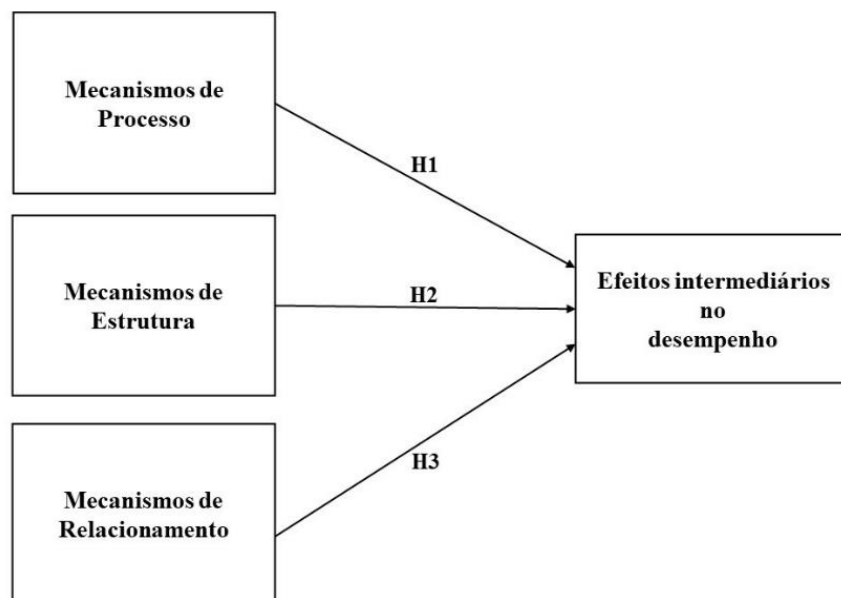 Mecanismos de
Processo
H1
Mecanismos de
Estrutura
H2
Efeitos intermediários
no
desempenho
Mecanismos de
Relacionamento
H3